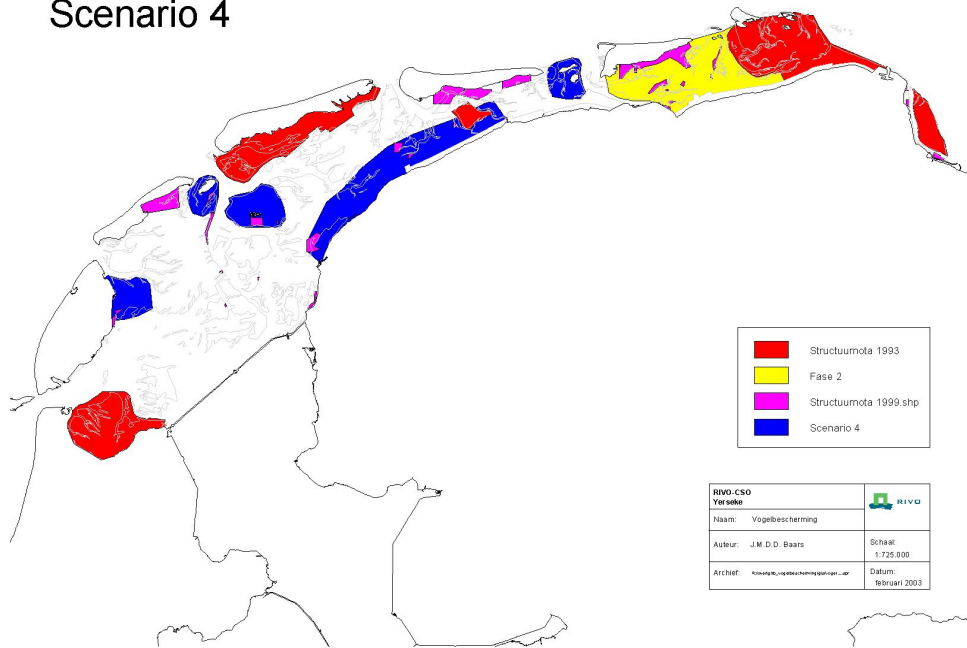 Scenario 4
Structuurnota 1993
Fase 2
Structuurnota 1999.shp
Scenario 4
RIVO-CSO
Yerseke
RIVO
Naam: Vogelbescherming
Auteur: J.M.D.D. Baars
Schaal:
1:725.000
Archief:
Datum:
februari 2003